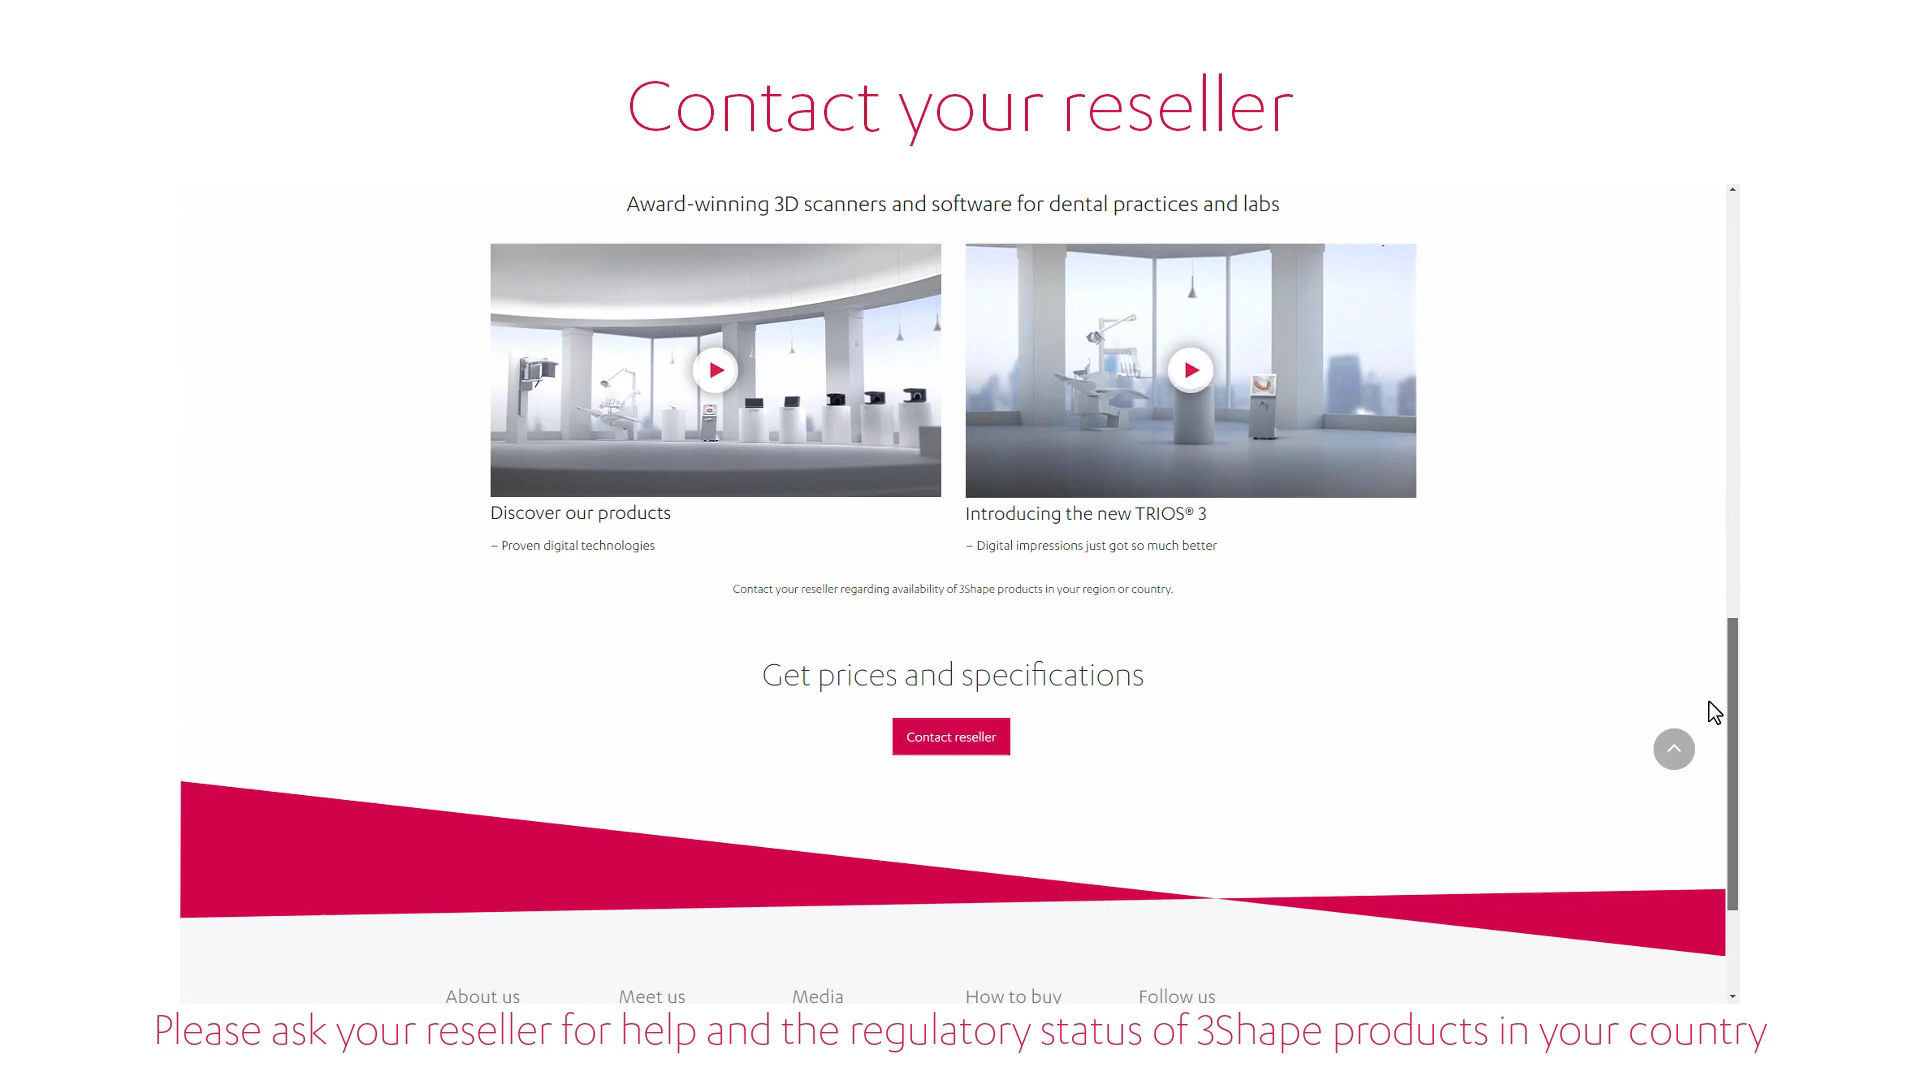 Contact your reseller
Award-winning 3D scanners and software for dental practices and labs
Discover our products
– Proven digital technologies
Introducing the new TRIOS® 3
– Digital impressions just got so much better
Contact your reseller regarding availability of 3Shape products in your region or country.
Get prices and specifications
Contact reseller
About us
Meet us
Media
How to buy
Follow us
Please ask your reseller for help and the regulatory status of 3Shape products in your country